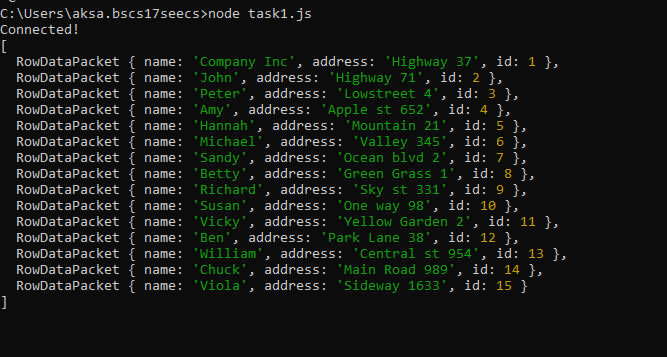 C:\Users\aksa.bscs17seecs>node task1.js
Connected!
[
  RowDataPacket { name: 'Company Inc', address: 'Highway 37', id: 1 },
  RowDataPacket { name: 'John', address: 'Highway 71', id: 2 },
  RowDataPacket { name: 'Peter', address: 'Lowstreet 4', id: 3 },
  RowDataPacket { name: 'Amy', address: 'Apple st 652', id: 4 },
  RowDataPacket { name: 'Hannah', address: 'Mountain 21', id: 5 },
  RowDataPacket { name: 'Michael', address: 'Valley 345', id: 6 },
  RowDataPacket { name: 'Sandy', address: 'Ocean blvd 2', id: 7 },
  RowDataPacket { name: 'Betty', address: 'Green Grass 1', id: 8 },
  RowDataPacket { name: 'Richard', address: 'Sky st 331', id: 9 },
  RowDataPacket { name: 'Susan', address: 'One way 98', id: 10 },
  RowDataPacket { name: 'Vicky', address: 'Yellow Garden 2', id: 11 },
  RowDataPacket { name: 'Ben', address: 'Park Lane 38', id: 12 },
  RowDataPacket { name: 'William', address: 'Central st 954', id: 13 },
  RowDataPacket { name: 'Chuck', address: 'Main Road 989', id: 14 },
  RowDataPacket { name: 'Viola', address: 'Sideway 1633', id: 15 }
]